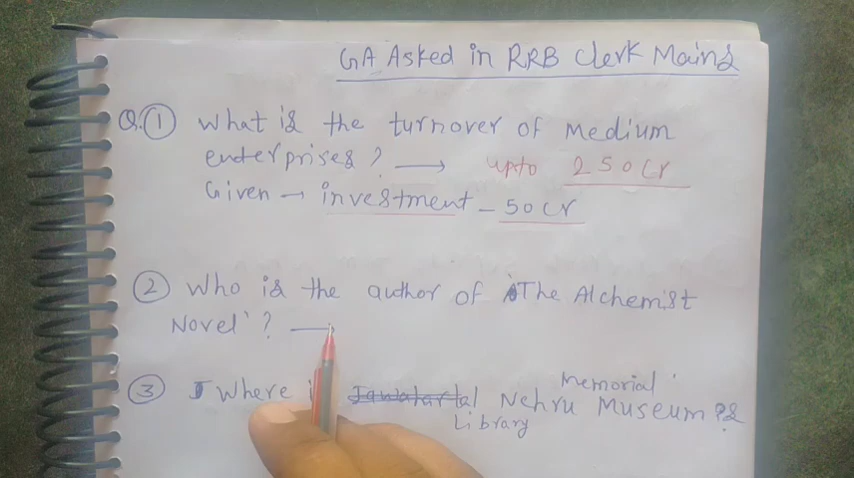 GA Asked in RRB Clerk Mains
Q.① What is the turnover of medium
enterprises? → upto 250 Cr
Given → investment - 50 Cr
② Who is the author of 'The Alchemist
Novel'? —
Memorial
③ Where Nehru Museum
Library